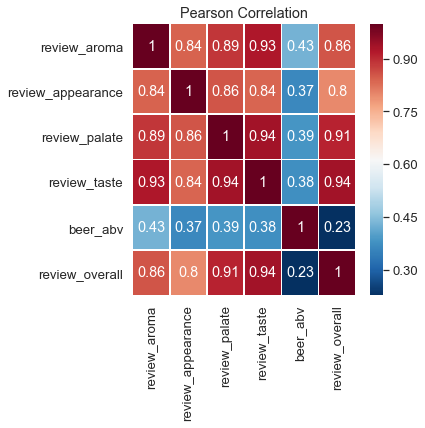 Pearson Correlation
review_aroma 1 0.84 0.89 0.93 0.43 0.86
review_appearance 0.84 1 0.86 0.84 0.37 0.8
review_palate 0.89 0.86 1 0.94 0.39 0.91
review_taste 0.93 0.84 0.94 1 0.38 0.94
beer_abv 0.43 0.37 0.39 0.38 1 0.23
review_overall 0.86 0.8 0.91 0.94 0.23 1
review_aroma
review_appearance
review_palate
review_taste
beer_abv
review_overall
0.90
0.75
0.60
0.45
0.30